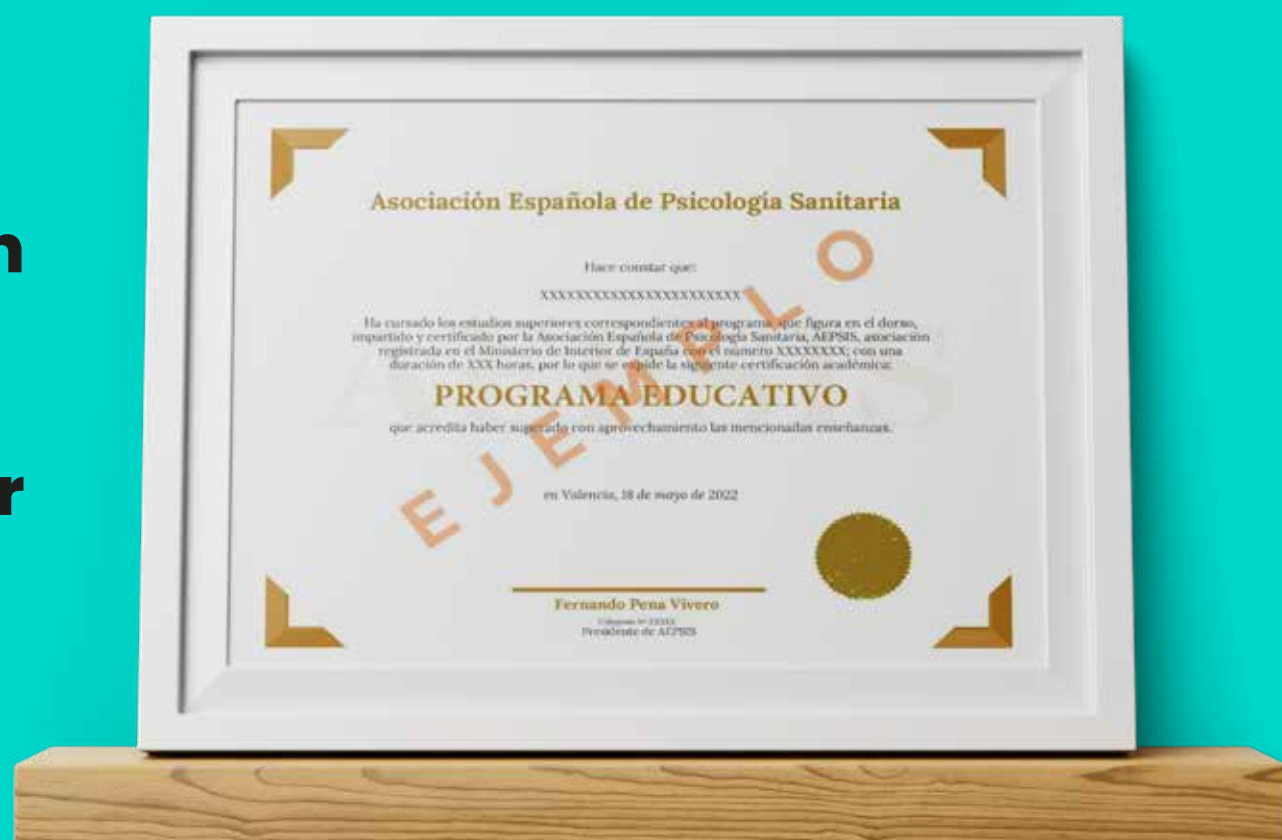 n
r
Asociación Española de Psicología Sanitaria
Hace constar que:
XXXXXXXXXXXXXXXXXXXXXXX
Ha cursado los estudios superiores correspondientes al programa que figura en el dorso,
impartido y certificado por la Asociación Española de Psicología Sanitaria, AEPSIS, asociación
registrada en el Ministerio de Interior de España con el número XXXXXXXX; con una
duración de XXX horas, por lo que se expide la siguiente certificación académica:
PROGRAMA EDUCATIVO
que acredita haber superado con aprovechamiento las mencionadas enseñanzas.
EJEMPLO
en Valencia, 18 de mayo de 2022
Fernando Pena Vivero
Presidente de AEPSIS